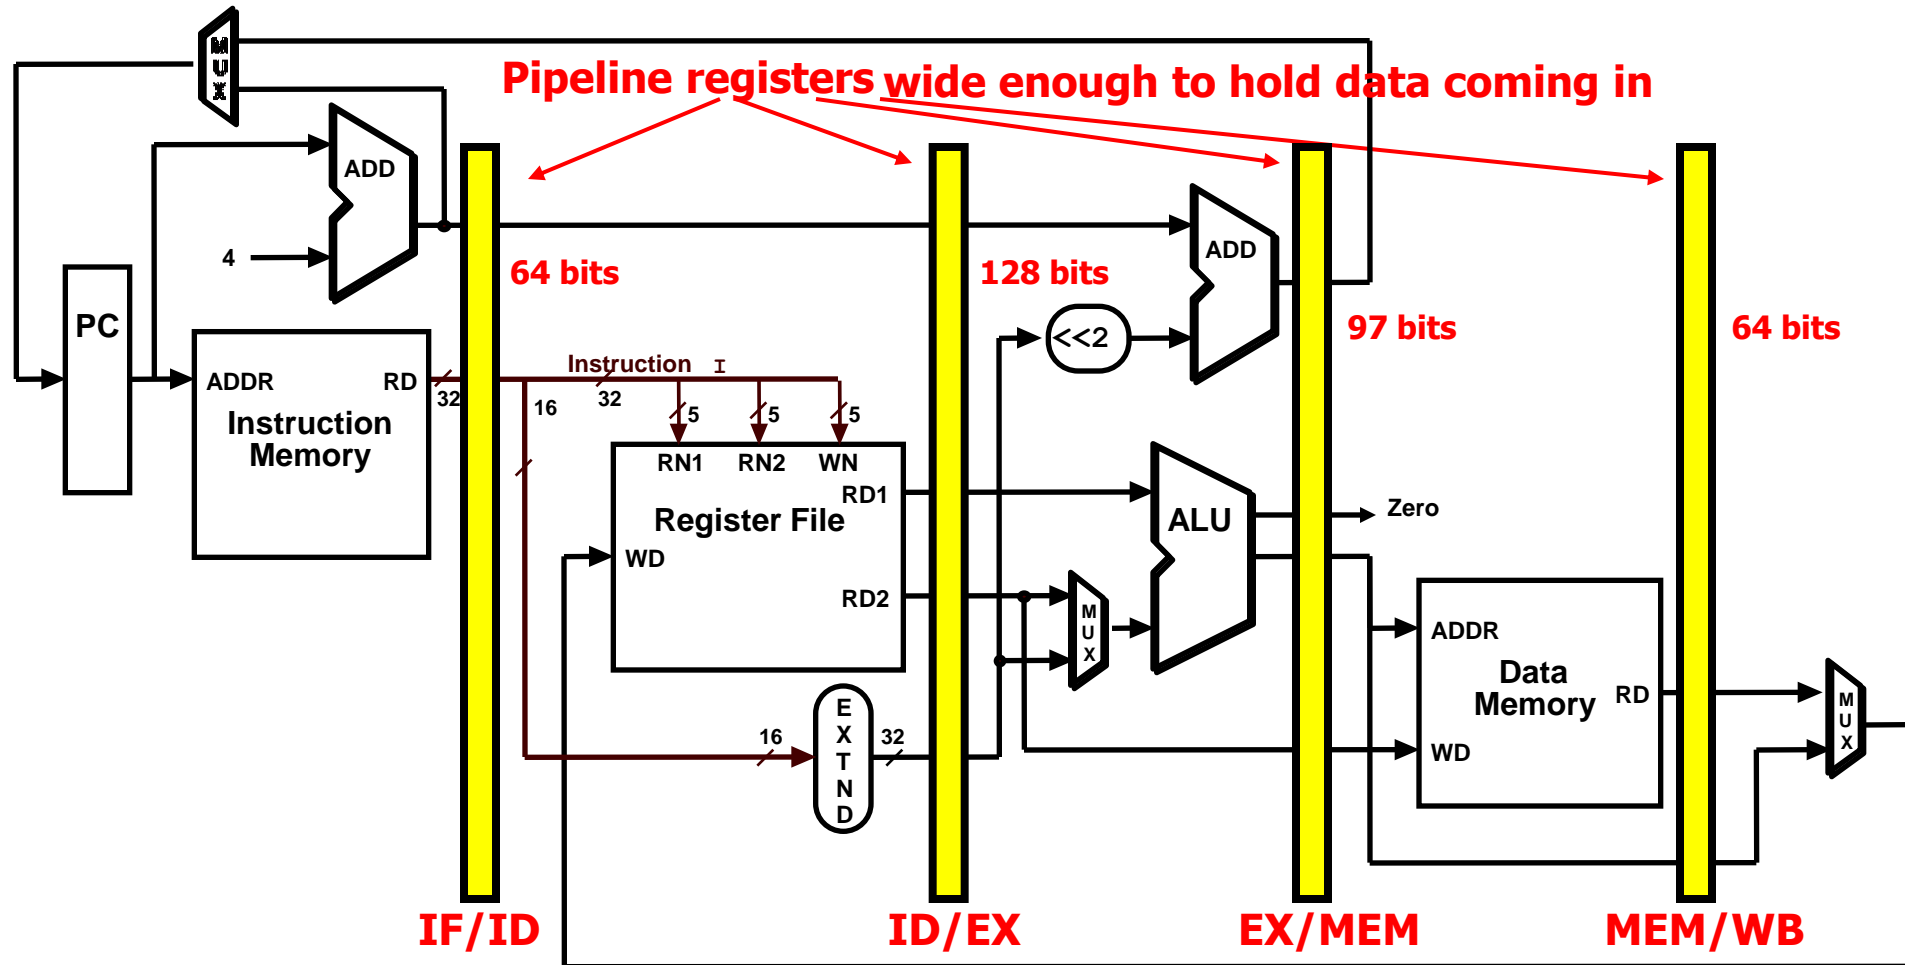 MUX
Pipeline registers wide enough to hold data coming in
ADD
4
64 bits
128 bits
ADD
<<2
97 bits
64 bits
PC
ADDR
RD
32
Instruction
Memory
Instruction I
16
32
5
5
5
RN1
RN2
WN
RD1
Register File
WD
RD2
ALU
Zero
MUX
ADDR
Data
Memory
RD
WD
MUX
16
EXTND
32
IF/ID
ID/EX
EX/MEM
MEM/WB